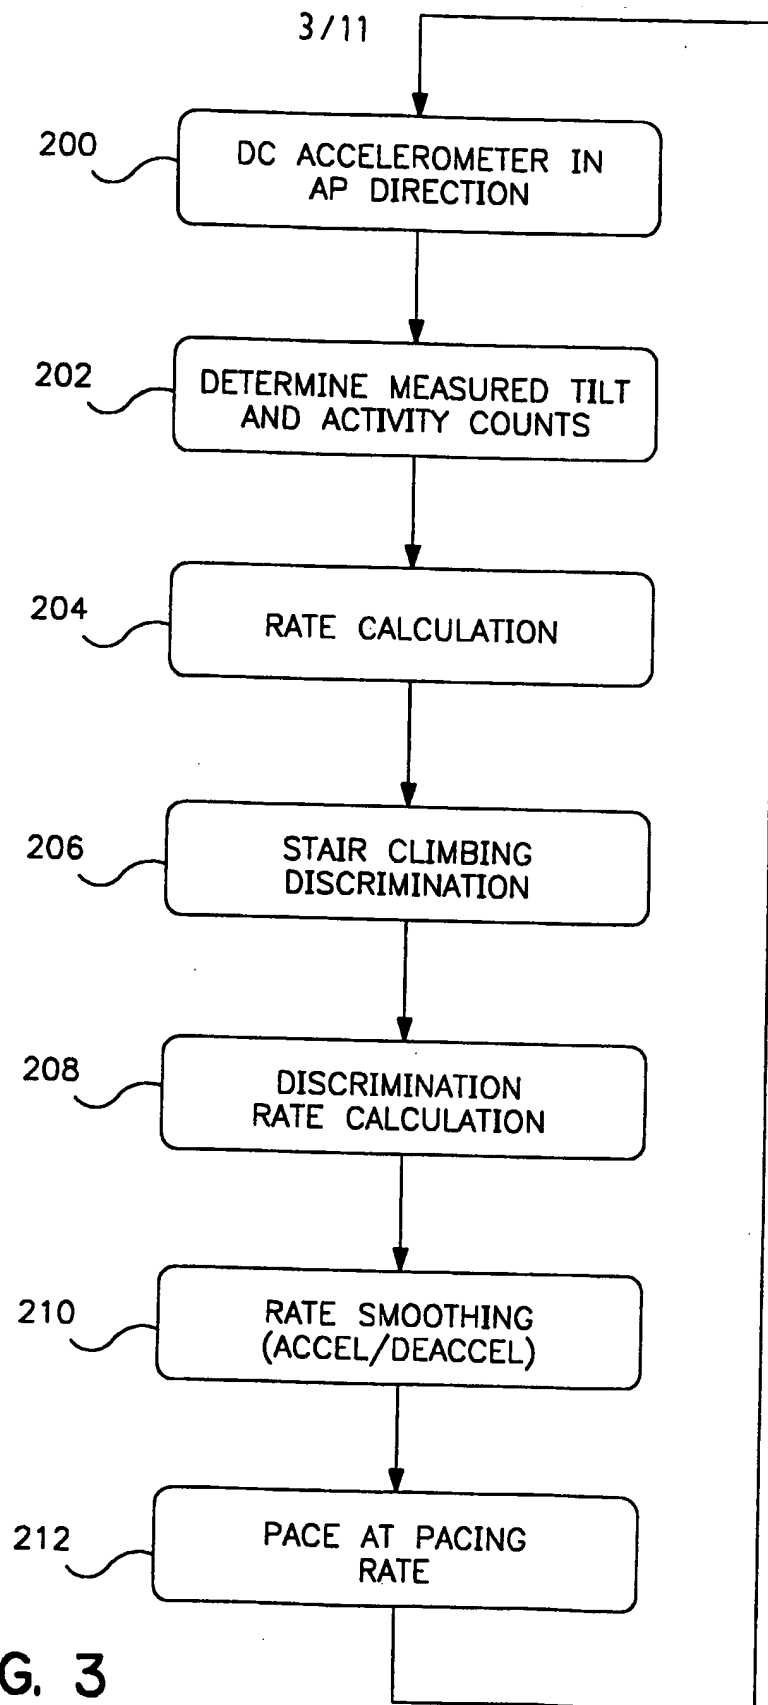 3/11
200
DC ACCELEROMETER IN
AP DIRECTION
202
DETERMINE MEASURED TILT
AND ACTIVITY COUNTS
204
RATE CALCULATION
206
STAIR CLIMBING
DISCRIMINATION
208
DISCRIMINATION
RATE CALCULATION
210
RATE SMOOTHING
(ACCEL/DEACCEL)
212
PACE AT PACING
RATE
G. 3